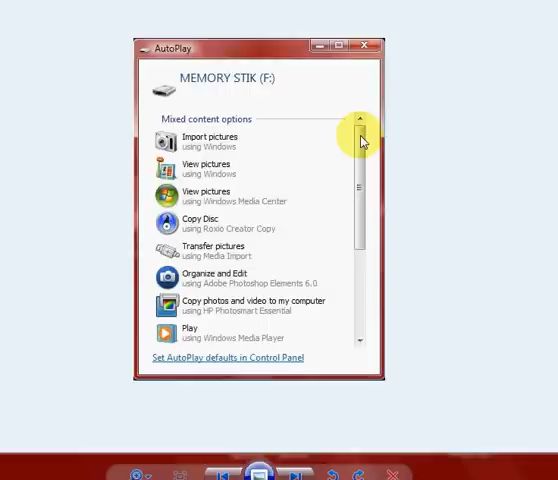 AutoPlay
MEMORY STIK (F:)
Mixed content options
Import pictures
using Windows
View pictures
using Windows
View pictures
using Windows Media Center
Copy Disc
using Roxio Creator Copy
Transfer pictures
using Media Import
Organize and Edit
using Adobe Photoshop Elements 6.0
Copy photos and video to my computer
using HP Photosmart Essential
Play
using Windows Media Player
Set AutoPlay defaults in Control Panel